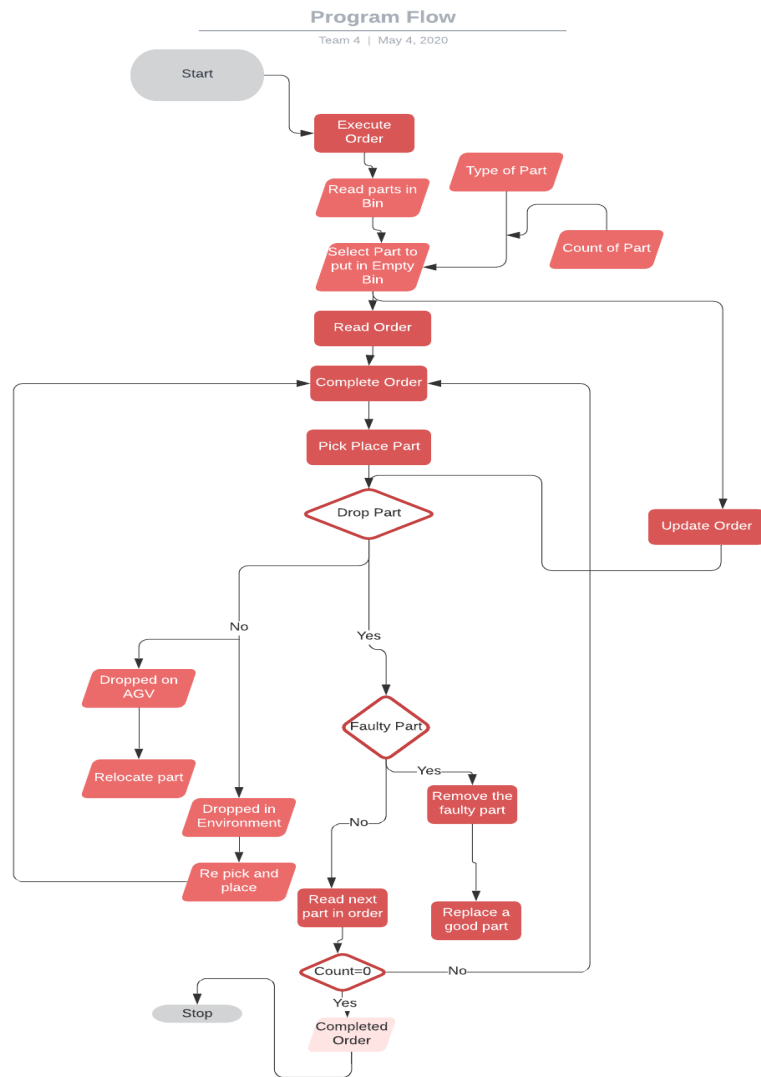 Program Flow
Team 4 | May 4, 2020
Start
Execute
Order
Type of Part
Read parts in
Bin
Count of Part
Select Part to
put in Empty
Bin
Read Order
Complete Order
Pick Place Part
Drop Part
Update Order
No
Yes
Dropped on
AGV
Faulty Part
Relocate part
Yes
Remove the
faulty part
Dropped in
Environment
No
Re pick and
place
Read next
part in order
Replace a
good part
Count=0
No
Yes
Stop
Completed
Order